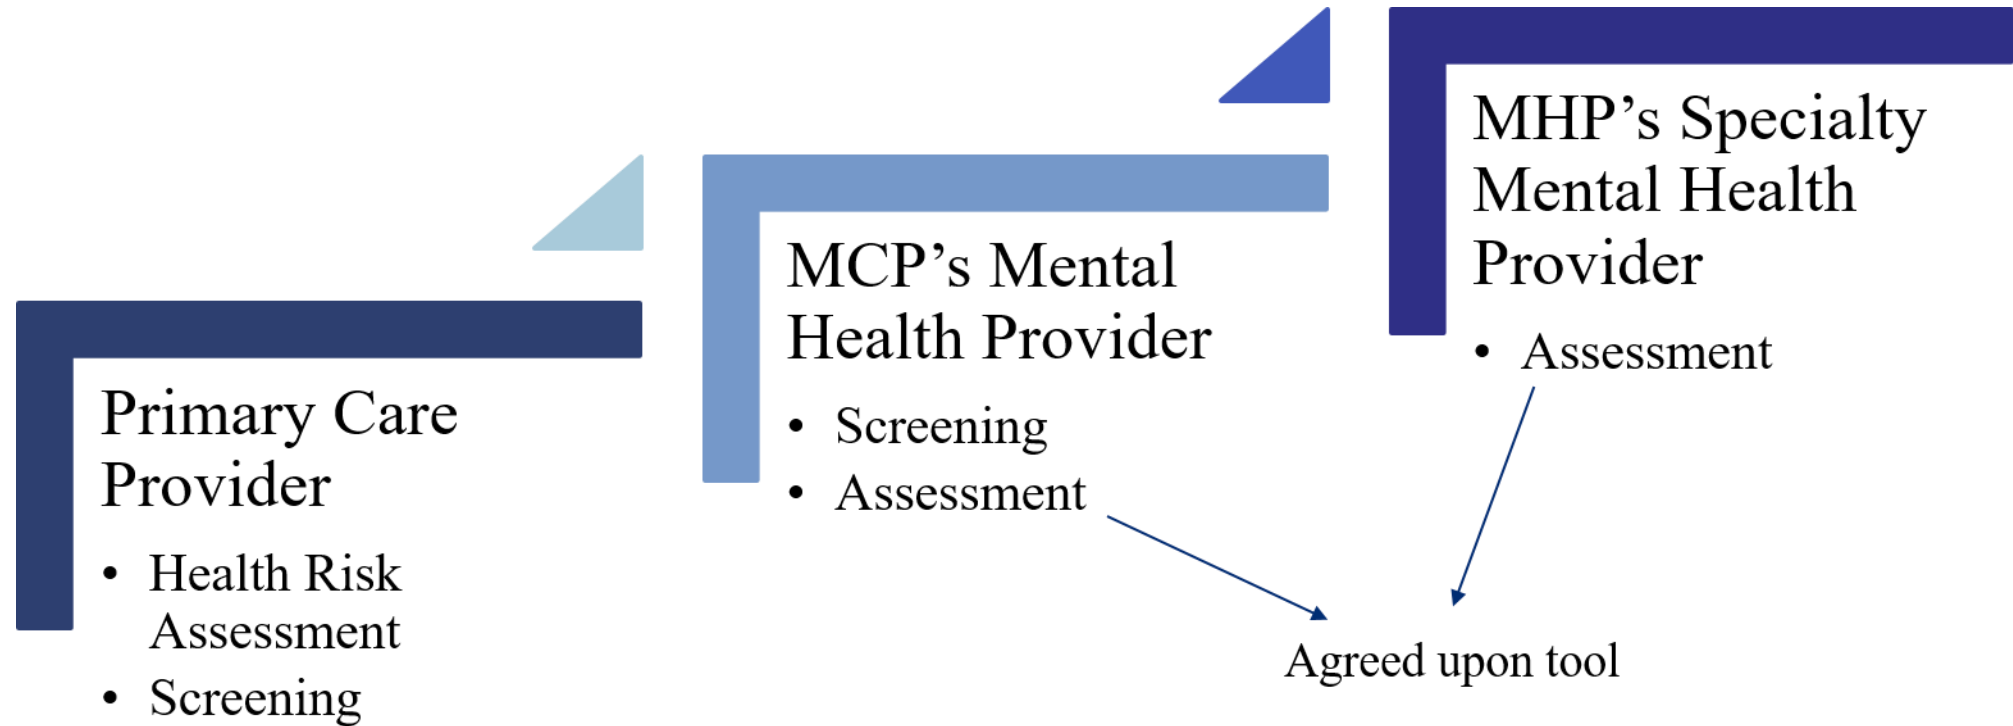 Primary Care
Provider
• Health Risk
Assessment
• Screening
MCP’s Mental
Health Provider
• Screening
• Assessment
MHP’s Specialty
Mental Health
Provider
• Assessment
Agreed upon tool